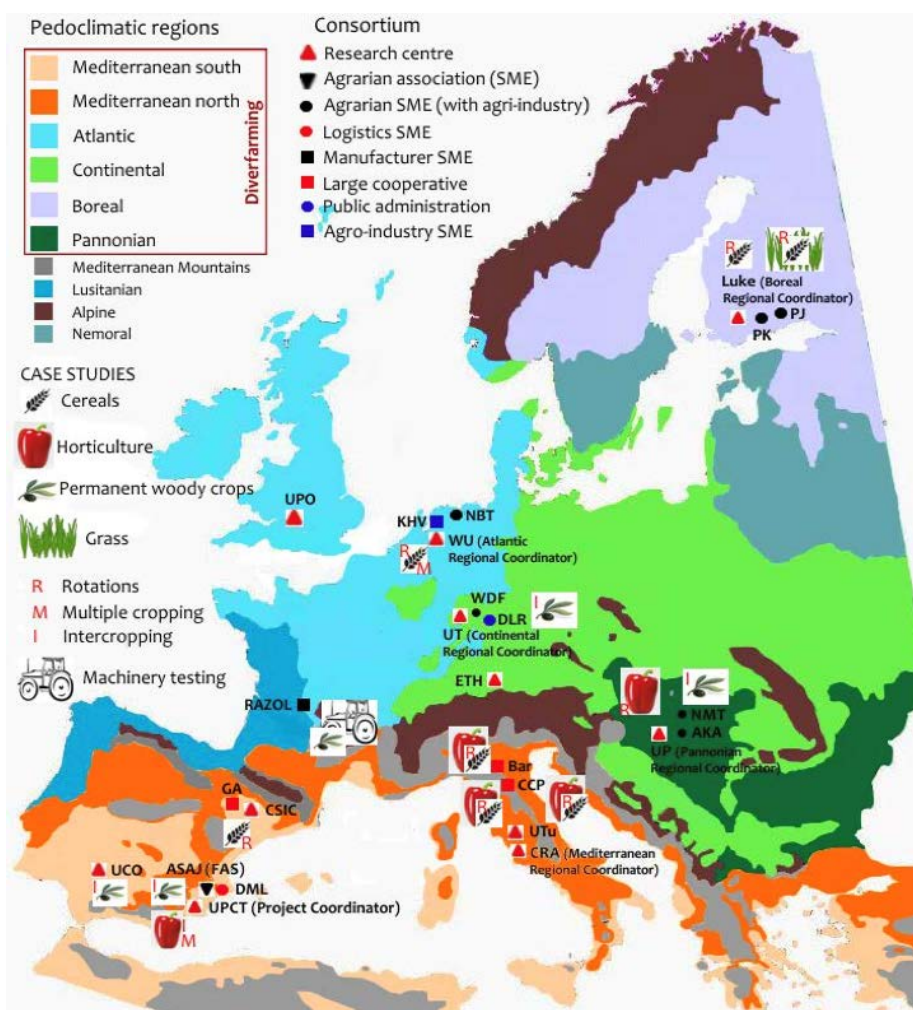 Pedoclimatic regions
Mediterranean south
Mediterranean north
Atlantic
Continental
Boreal
Pannonian
Diverfarming
Mediterranean Mountains
Lusitanian
Alpine
Nemoral
Consortium
Research centre
Agrarian association (SME)
Agrarian SME (with agri-industry)
Logistics SME
Manufacturer SME
Large cooperative
Public administration
Agro-industry SME
CASE STUDIES
Cereals
Horticulture
Permanent woody crops
Grass
R Rotations
M Multiple cropping
I Intercropping
Machinery testing
R
R
Luke (Boreal
Regional Coordinator)
PJ
PK
UPO
KHV
NBT
WU (Atlantic
Regional Coordinator)
R
M
WDF
DLR
I
UT (Continental
Regional Coordinator)
ETH
RAZOL
R
I
NMT
AKA
UP (Pannonian
Regional Coordinator)
R
Bar
CCP
R
R
GA
CSIC
R
UTu
CRA (Mediterranean
Regional Coordinator)
UCO
I
ASAJ (FAS)
I
DML
UPCT (Project Coordinator)
I
M